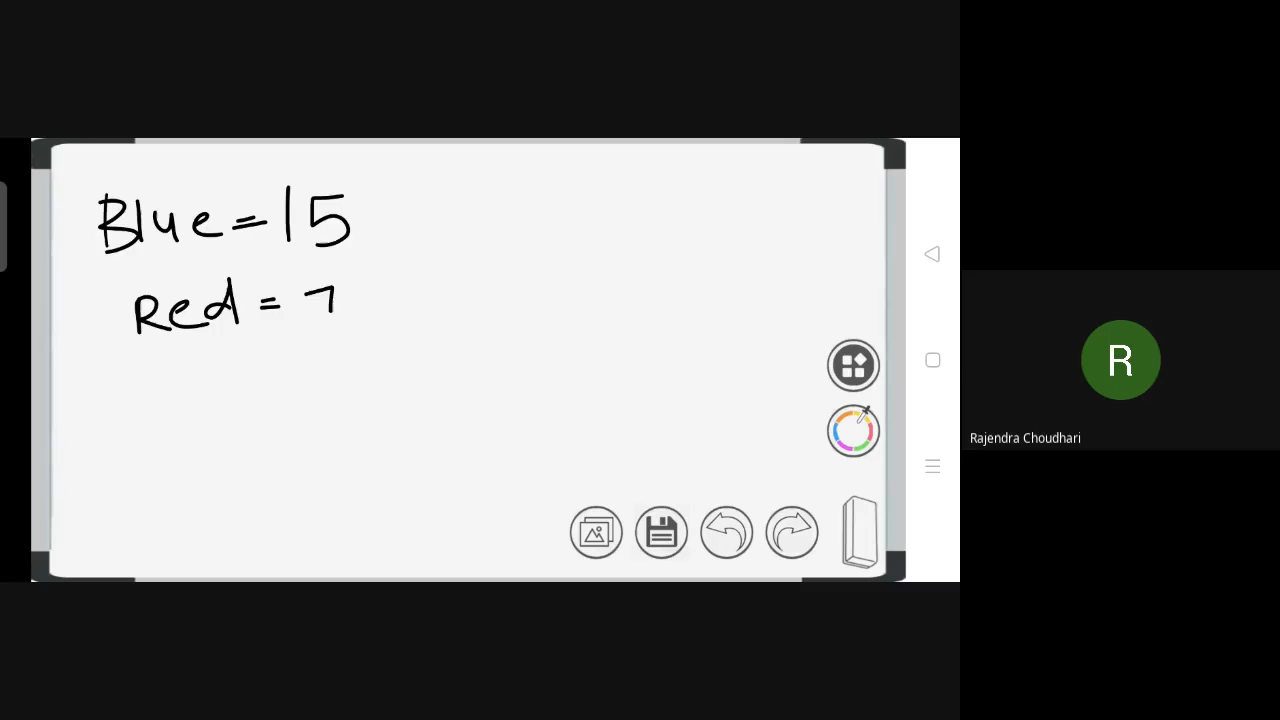 Blue = 15
Red = 7
R
Rajendra Choudhari